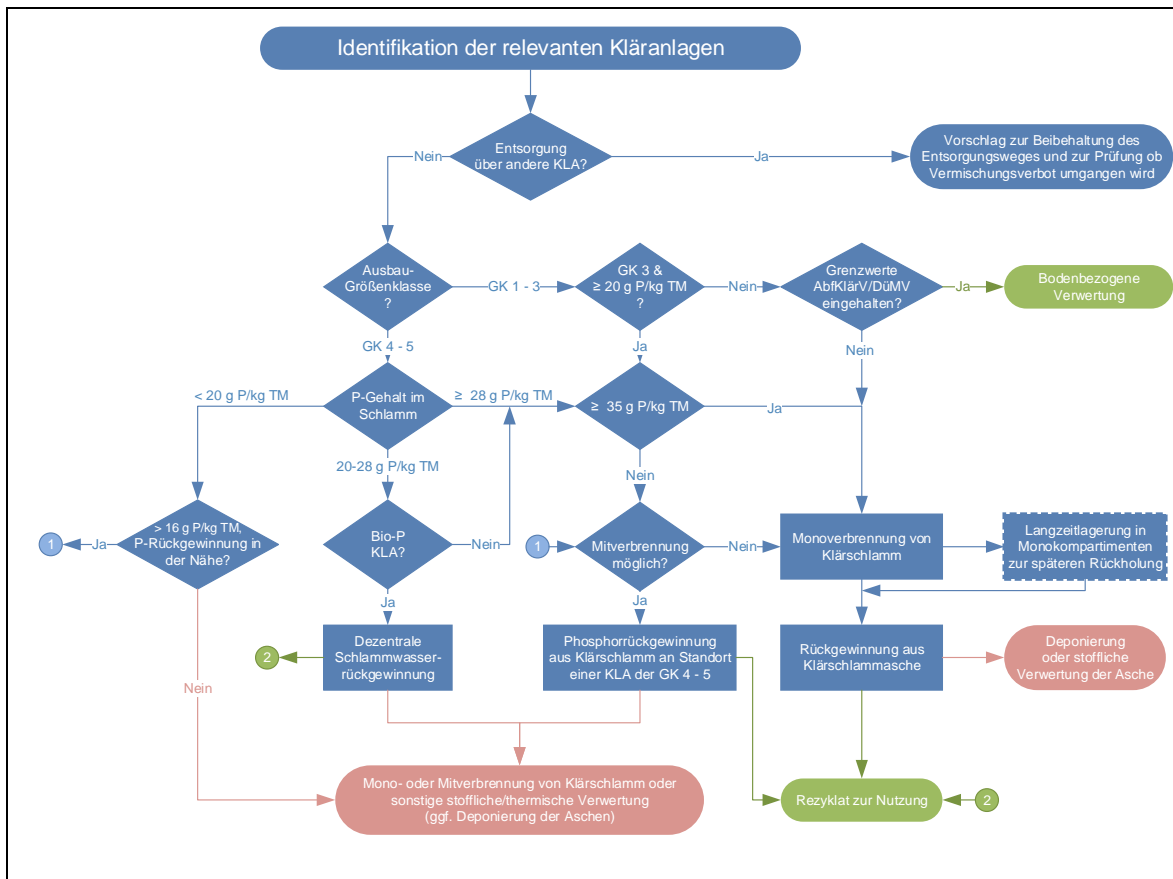 Identifikation der relevanten Kläranlagen
Entsorgung
über andere KLA?
Nein
Ja
Vorschlag zur Beibehaltung des
Entsorgungsweges und zur Prüfung ob
Vermischungsverbot umgangen wird
Ausbau-
Größenklasse
?
GK 1 - 3
GK 3 &
≥ 20 g P/kg TM
?
Nein
Grenzwerte
AbfKlärV/DüMV
eingehalten?
Ja
Bodenbezogene
Verwertung
GK 4 - 5
Ja
Nein
< 20 g P/kg TM
P-Gehalt im
Schlamm
≥ 28 g P/kg TM
≥ 35 g P/kg TM
Ja
20-28 g P/kg TM
Nein
1
Ja
> 16 g P/kg TM,
P-Rückgewinnung in
der Nähe?
Bio-P
KLA?
Nein
1
Mitverbrennung
möglich?
Nein
Monoverbrennung von
Klärschlamm
Langzeitlagerung in
Monokompartimenten
zur späteren Rückholung
Ja
Ja
2
Dezentrale
Schlammwasser-
rückgewinnung
Phosphorrückgewinnung
aus Klärschlamm an Standort
einer KLA der GK 4 - 5
Rückgewinnung aus
Klärschlammasche
Deponierung
oder stoffliche
Verwertung der Asche
Nein
Mono- oder Mitverbrennung von Klärschlamm oder
sonstige stoffliche/thermische Verwertung
(ggf. Deponierung der Aschen)
Rezyklat zur Nutzung
2